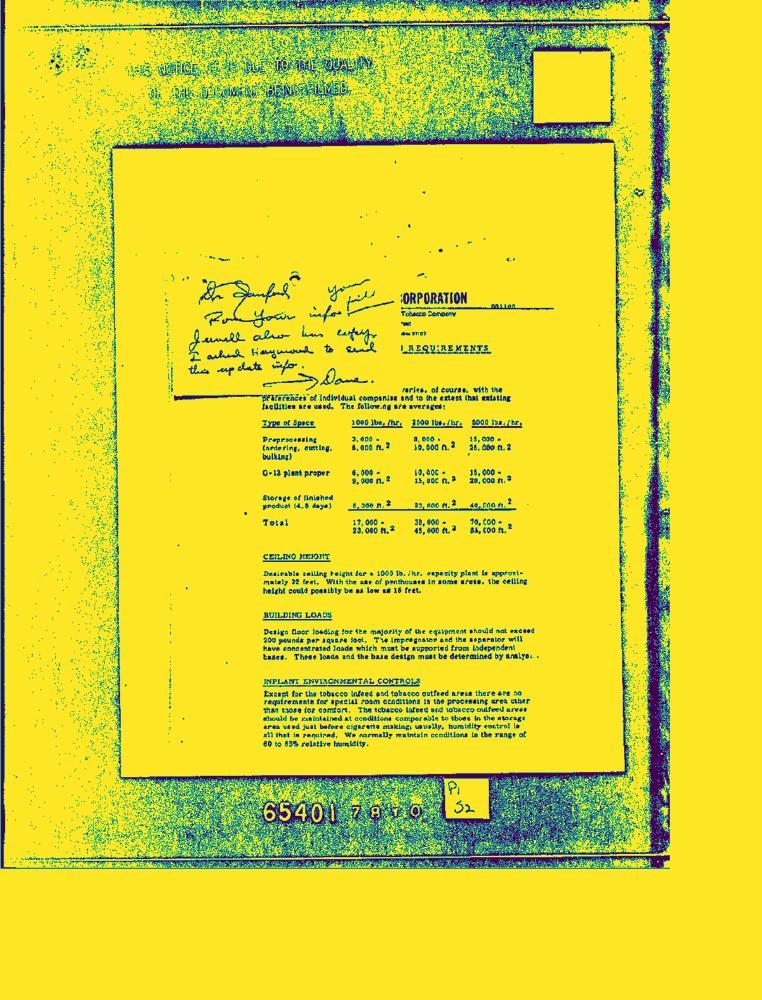 THIS NOTICE IS DUE TO THE QUALITY
OF THE DOCUMENT BEING FILMED
"Dr Sanford" your
For Your info! file
Jewell also has copy,
I asked Haywood to send
this update info.
Dave.
ORPORATION
Tobacco Company
REQUIREMENTS
varies, of course, with the
preferences of individual companies and to the extent that existing
facilities are used. The following are averages:
Type of Space 1000 lbs./hr. 2500 lbs./hr. 5000 lbs./hr.
Preprocessing 3,000 - 8,000 - 15,000 -
(ordering, cutting, 5,000 ft.2 10,500 ft.2 25,000 ft.2
bulking)
G-13 plant proper 6,000 - 10,000 - 15,000 -
9,000 ft.2 15,000 ft.2 20,000 ft.2
Storage of finished
product (4.5 days) ft.2 ft.2 40,000 ft.2
Total 17,000 - 38,000 - 70,000 -
23,000 ft.2 45,000 ft.2 ft.2
CEILING HEIGHT
Desirable ceiling height for a 1000 lb./hr. capacity plant is approxi-
mately 22 feet. With the use of penthouses in some areas, the ceiling
height could possibly be as low as 16 feet.
BUILDING LOADS
Design floor loading for the majority of the equipment should not exceed
200 pounds per square foot. The impregnator and the separator will
have concentrated loads which must be supported from independent
bases. These loads and the base design must be determined by analys..
INPLANT ENVIRONMENTAL CONTROLS
Except for the tobacco infeed and tobacco outfeed areas there are no
requirements for special room conditions in the processing area other
than those for comfort. The tobacco infeed and tobacco outfeed areas
should be maintained at conditions comparable to those in the storage
area used just before cigarette making; usually, humidity control is
all that is required. We normally maintain conditions in the range of
60 to 65% relative humidity.
65401 7870
P1
S2